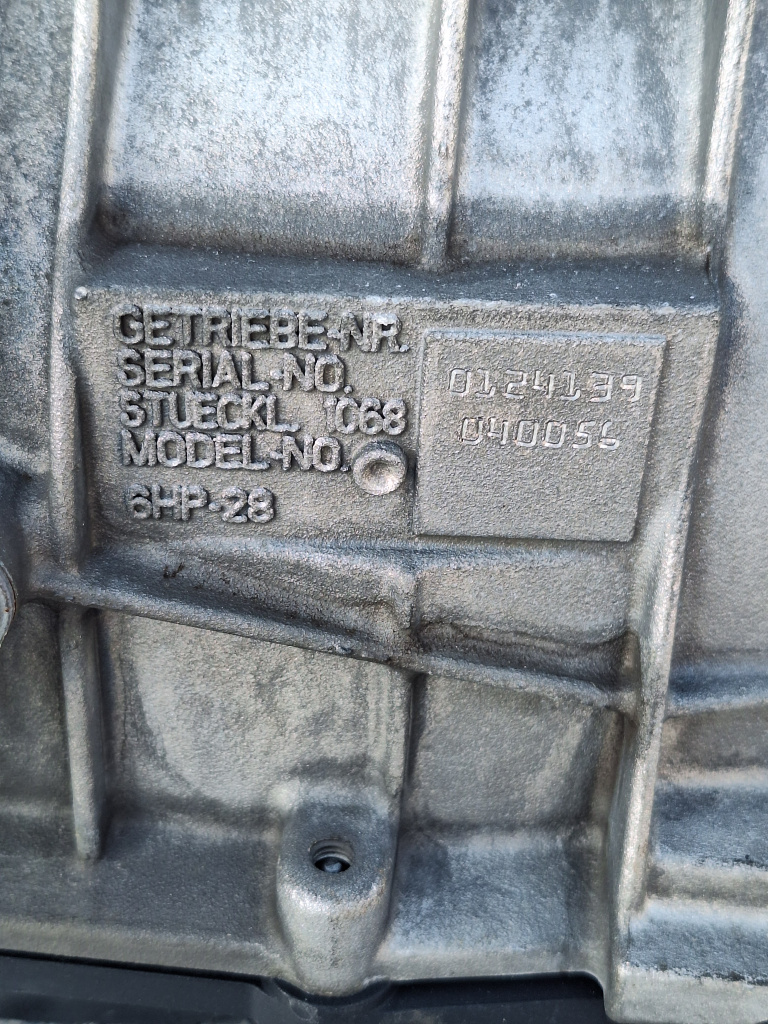 GETRIEBE-NR.
SERIAL-NO.
0124139
STUECKL. 1068
040056
MODEL-NO.
6HP-28